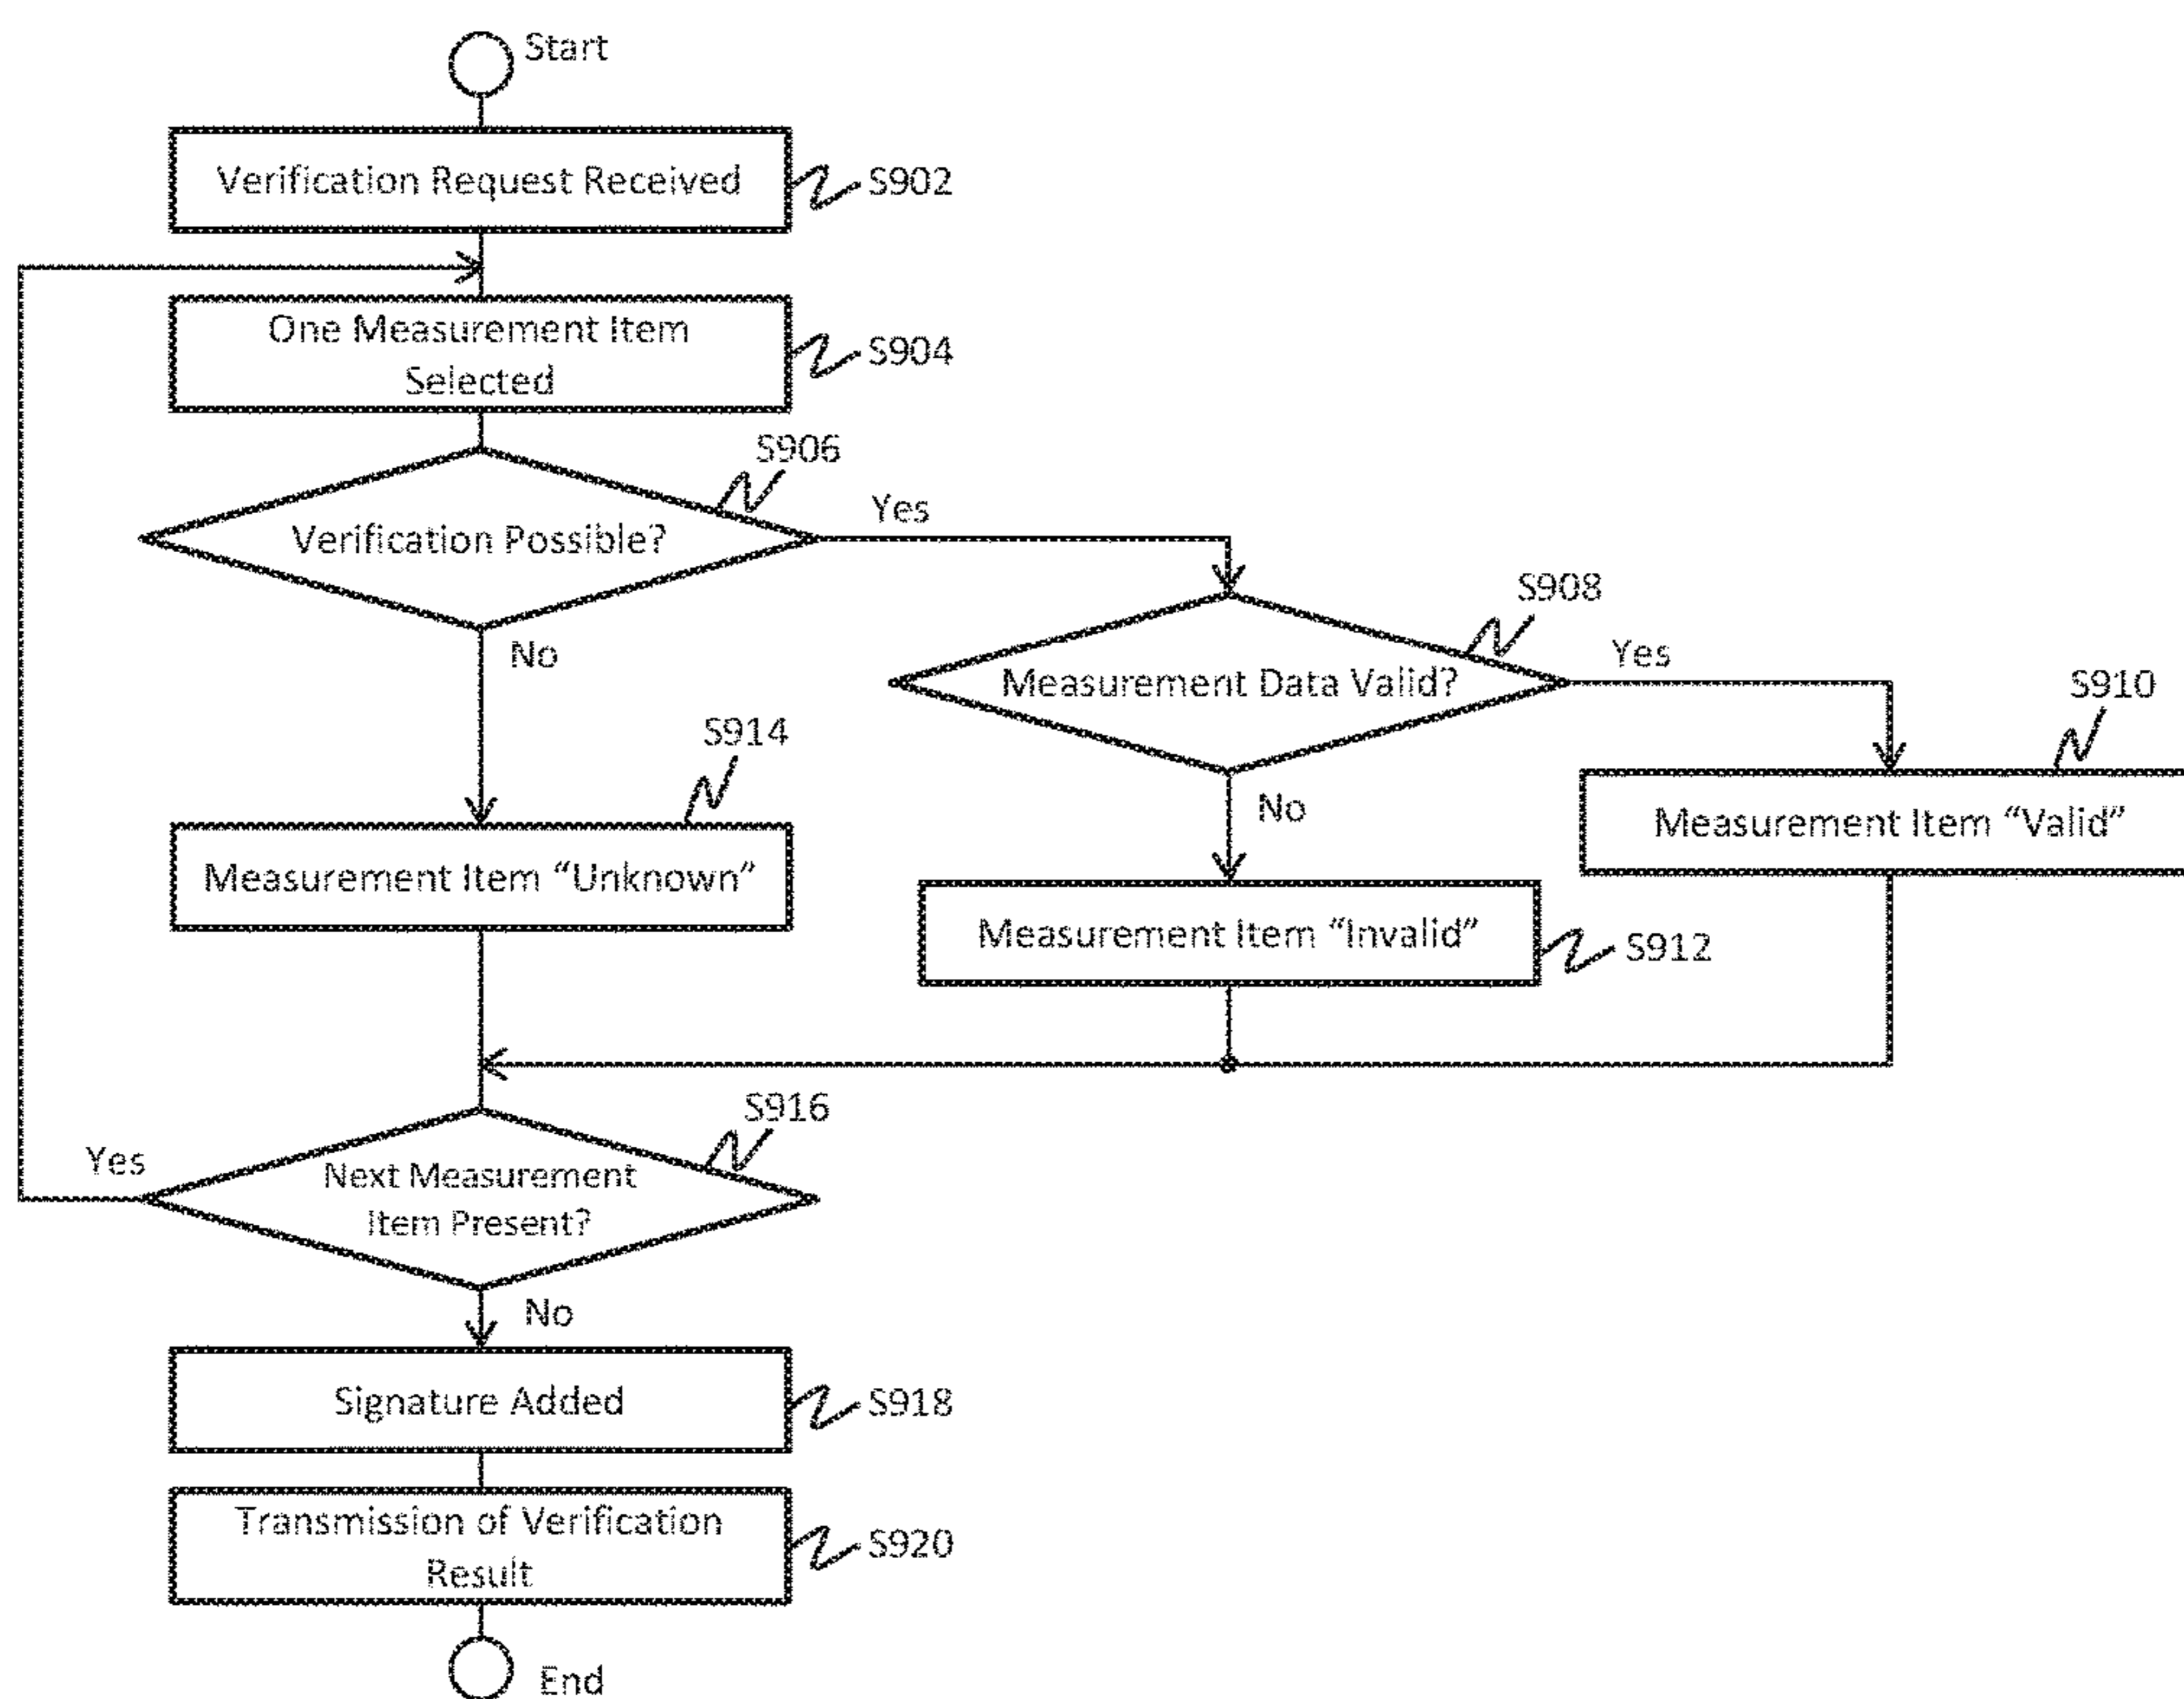 Start
Verification Request Received
S902
One Measurement Item
Selected
S904
S906
Verification Possible?
Yes
No
S908
Measurement Data Valid?
Yes
No
S910
Measurement Item “Valid”
S914
Measurement Item “Unknown”
Measurement Item “Invalid”
S912
S916
Next Measurement
Item Present?
Yes
No
Signature Added
S918
Transmission of Verification
Result
S920
End